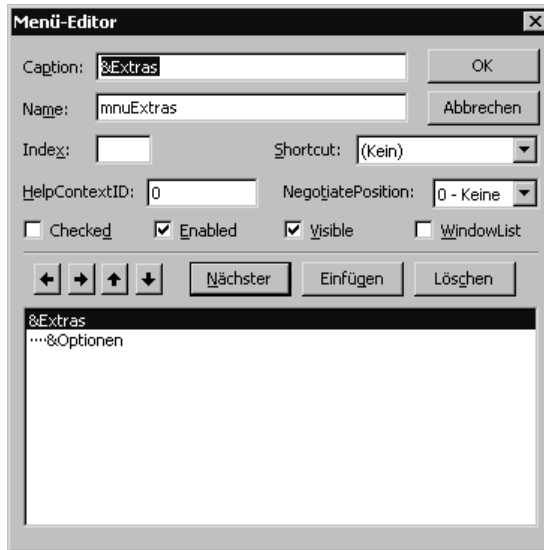 Menü-Editor
Caption: &Extras OK
Name: mnuExtras Abbrechen
Index: Shortcut: (Kein)
HelpContextID: 0 NegotiatePosition: 0 - Keine
Checked Enabled Visible WindowList
Nächster Einfügen Löschen
&Extras
····&Optionen